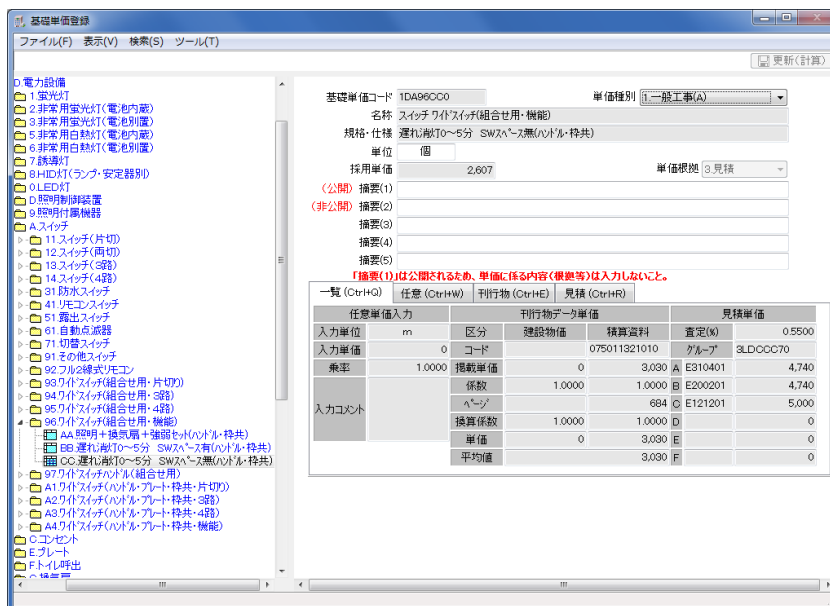 基礎単価登録
ファイル(F) 表示(V) 検索(S) ツール(T)
更新(計算)
D.電力設備
1.蛍光灯
2.非常用蛍光灯(電池内蔵)
3.非常用蛍光灯(電池別置)
5.非常用白熱灯(電池内蔵)
6.非常用白熱灯(電池別置)
7.誘導灯
8.HID灯(ランプ・安定器別)
0.LED灯
D.照明制御装置
9.照明付属機器
A.スイッチ
11.スイッチ(片切)
12.スイッチ(両切)
13.スイッチ(3路)
14.スイッチ(4路)
31.防水スイッチ
41.リモコンスイッチ
51.露出スイッチ
61.自動点滅器
71.切替スイッチ
91.その他スイッチ
92.フル2線式リモコン
93.ワイドスイッチ(組合せ用・片切り)
94.ワイドスイッチ(組合せ用・3路)
95.ワイドスイッチ(組合せ用・4路)
96.ワイドスイッチ(組合せ用・機能)
AA.照明+換気扇+強弱セット(ハンドル・枠共)
BB.遅れ消灯0～5分 SWスペース有(ハンドル・枠共)
CC.遅れ消灯0～5分 SWスペース無(ハンドル・枠共)
97.ワイドスイッチハンドル(組合せ用)
A1.ワイドスイッチ(ハンドル・プレート・枠共・片切り)
A2.ワイドスイッチ(ハンドル・プレート・枠共・3路)
A3.ワイドスイッチ(ハンドル・プレート・枠共・4路)
A4.ワイドスイッチ(ハンドル・プレート・枠共・機能)
C.コンセント
E.プレート
F.トイレ呼出
G.換気扇
基礎単価コード 1DA96CC0 単価種別 1.一般工事(A)
名称 スイッチ ワイドスイッチ(組合せ用・機能)
規格・仕様 遅れ消灯0～5分 SWスペース無(ハンドル・枠共)
単位 個
採用単価 2,607 単価根拠 3.見積
(公開) 摘要(1)
(非公開) 摘要(2)
摘要(3)
摘要(4)
摘要(5)
「摘要(1)」は公開されるため、単価に係る内容(根拠等)は入力しないこと。
一覧(Ctrl+Q) 任意(Ctrl+W) 刊行物(Ctrl+E) 見積(Ctrl+R)
任意単価入力 刊行物データ単価 見積単価
入力単位 m 区分 建設物価 積算資料 査定(%) 0.5500
入力単価 0 コード 075011321010 グループ 3LDCCC70
乗率 1.0000 掲載単価 0 3,030 A E310401 4,740
入力コメント 係数 1.0000 1.0000 B E200201 4,740
ページ 684 C E121201 5,000
換算係数 1.0000 1.0000 D 0
単価 0 3,030 E 0
平均値 3,030 F 0